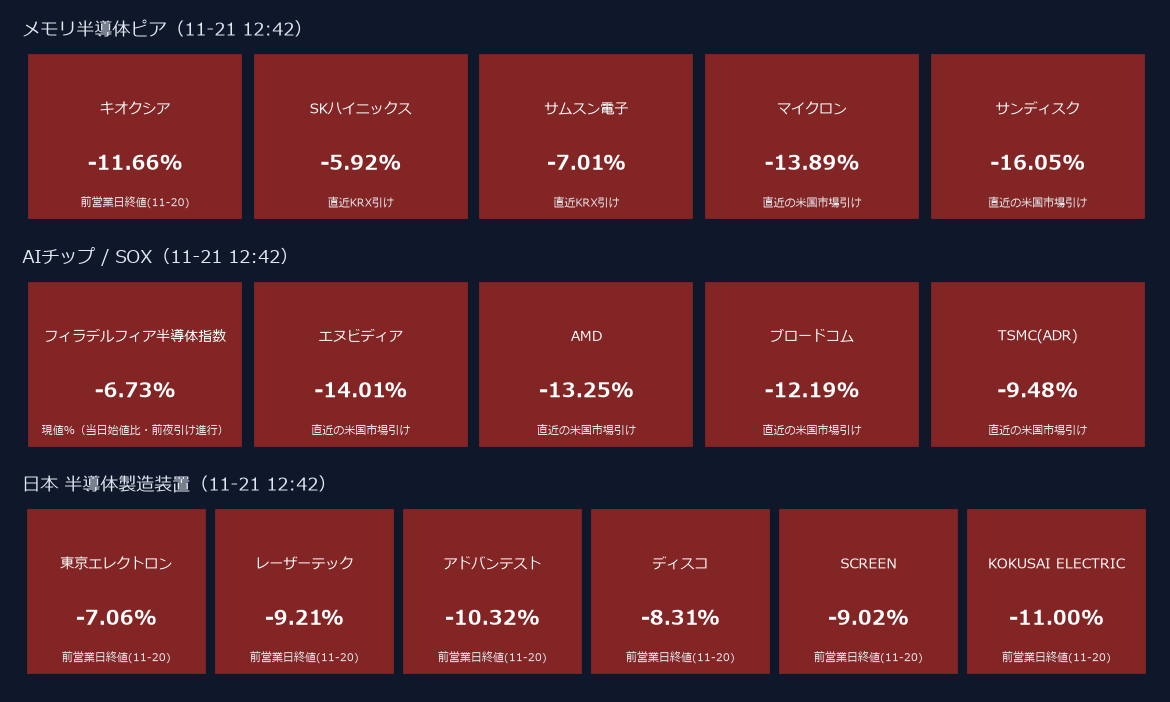 メモリ半導体ピア（11-21 12:42）
キオクシア
SKハイニックス
サムスン電子
マイクロン
サンディスク
-11.66%
-5.92%
-7.01%
-13.89%
-16.05%
前営業日終値(11-20)
直近KRX引け
直近KRX引け
直近の米国市場引け
直近の米国市場引け
AIチップ / SOX（11-21 12:42）
フィラデルフィア半導体指数
エヌビディア
AMD
ブロードコム
TSMC(ADR)
-6.73%
-14.01%
-13.25%
-12.19%
-9.48%
現値%（当日始値比・前夜引け進行）
直近の米国市場引け
直近の米国市場引け
直近の米国市場引け
直近の米国市場引け
日本 半導体製造装置（11-21 12:42）
東京エレクトロン
レーザーテック
アドバンテスト
ディスコ
SCREEN
KOKUSAI ELECTRIC
-7.06%
-9.21%
-10.32%
-8.31%
-9.02%
-11.00%
前営業日終値(11-20)
前営業日終値(11-20)
前営業日終値(11-20)
前営業日終値(11-20)
前営業日終値(11-20)
前営業日終値(11-20)